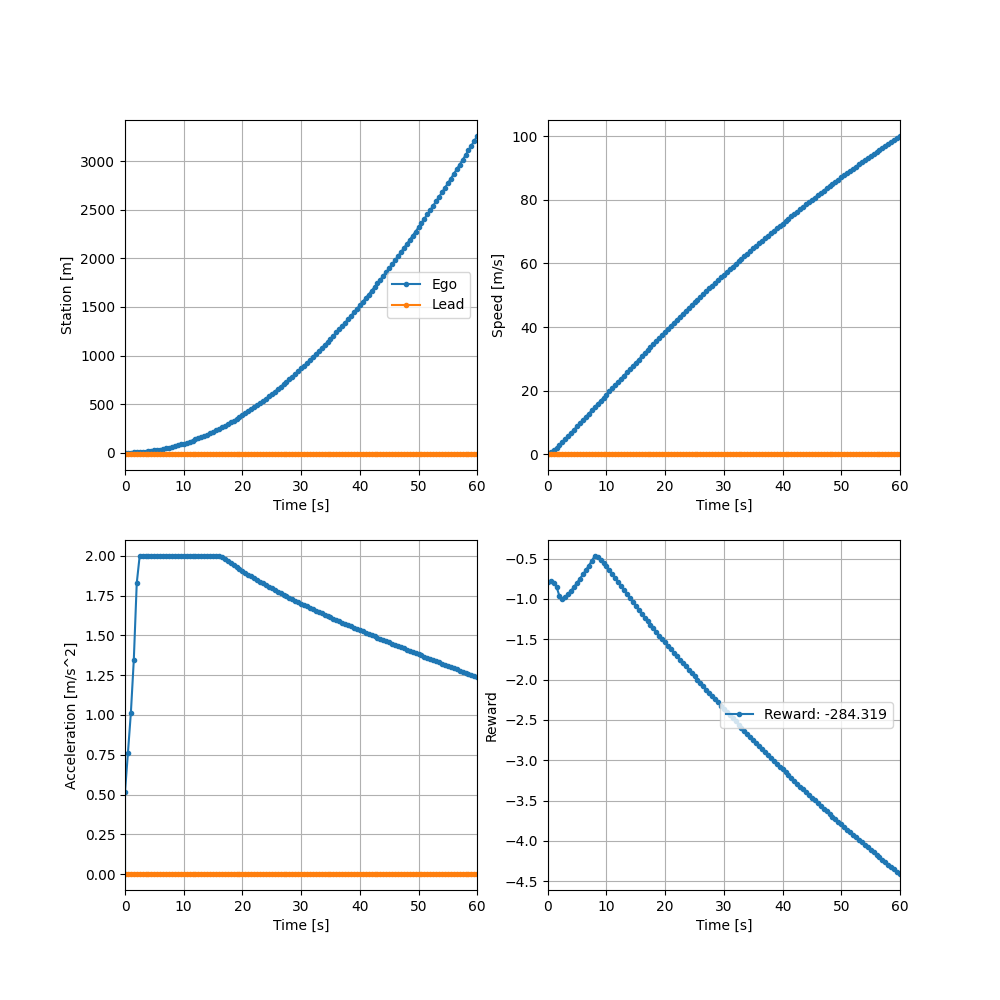 3000
2500
2000
1500
1000
500
0
Station [m]
Ego
Lead
0 10 20 30 40 50 60
Time [s]
100
80
60
40
20
0
Speed [m/s]
0 10 20 30 40 50 60
Time [s]
2.00
1.75
1.50
1.25
1.00
0.75
0.50
0.25
0.00
Acceleration [m/s^2]
0 10 20 30 40 50 60
Time [s]
−0.5
−1.0
−1.5
−2.0
−2.5
−3.0
−3.5
−4.0
−4.5
Reward
Reward: -284.319
0 10 20 30 40 50 60
Time [s]